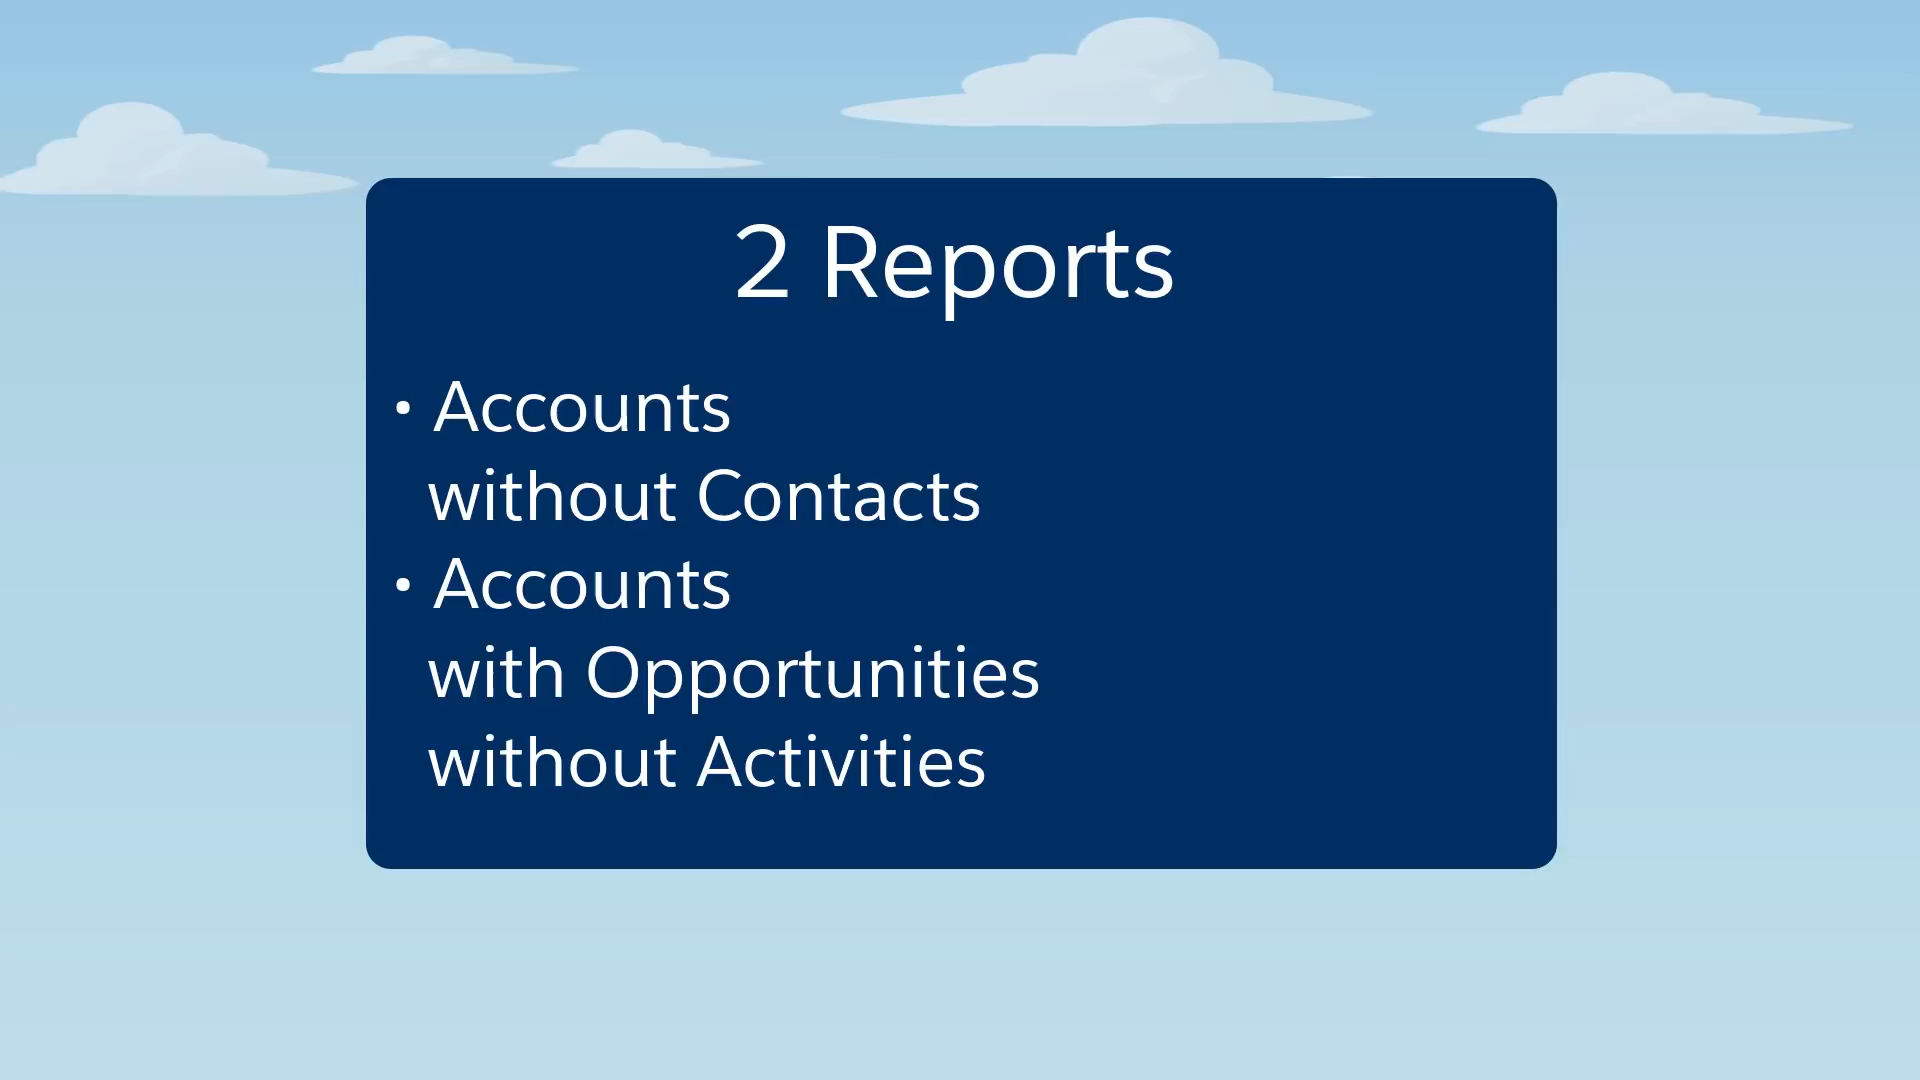 2 Reports
• Accounts
without Contacts
• Accounts
with Opportunities
without Activities